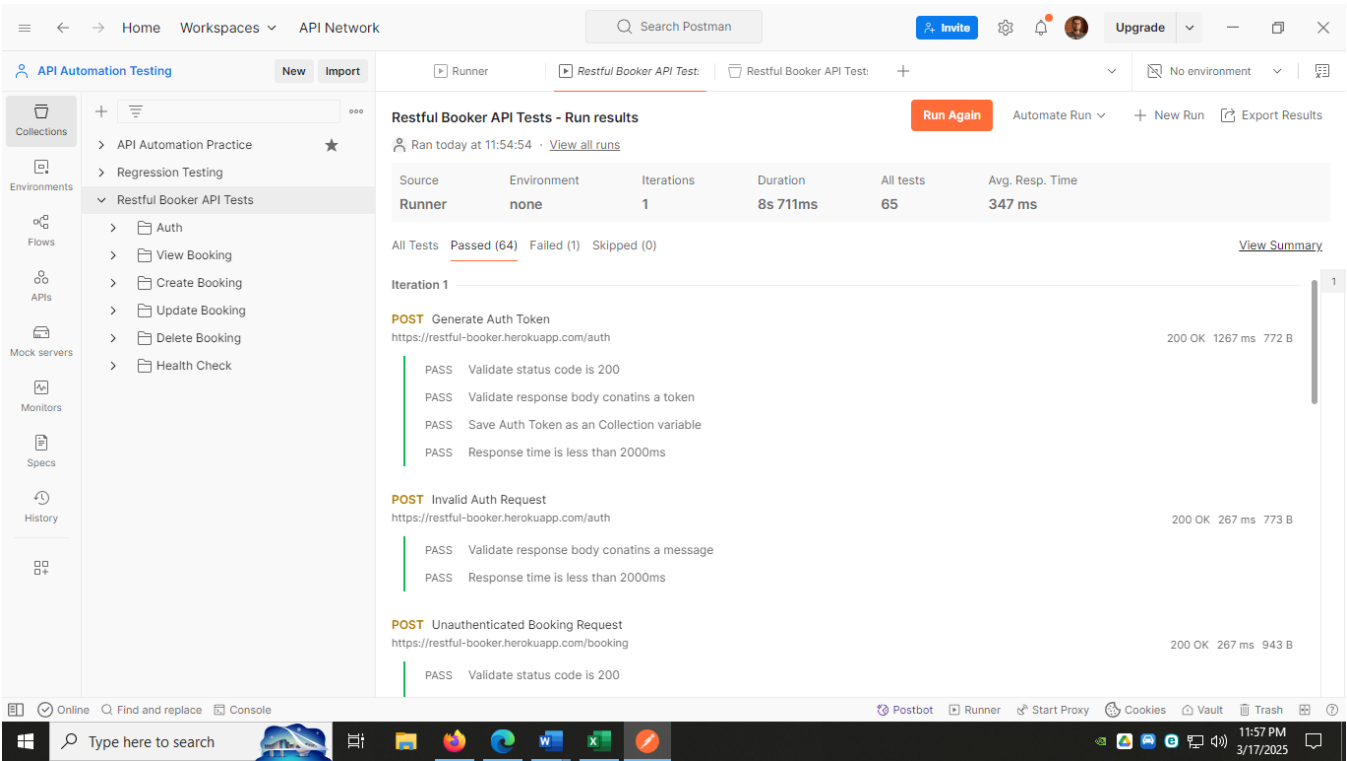 Home Workspaces API Network Search Postman Invite Upgrade
API Automation Testing New Import Runner Restful Booker API Test: Restful Booker API Test: No environment
Collections
Environments
Flows
APIs
Mock servers
Monitors
Specs
History
API Automation Practice
Regression Testing
Restful Booker API Tests
Auth
View Booking
Create Booking
Update Booking
Delete Booking
Health Check
Restful Booker API Tests - Run results Run Again Automate Run New Run Export Results
Ran today at 11:54:54 · View all runs
Source Environment Iterations Duration All tests Avg. Resp. Time
Runner none 1 8s 711ms 65 347 ms
All Tests Passed (64) Failed (1) Skipped (0) View Summary
Iteration 1 1
POST Generate Auth Token
https://restful-booker.herokuapp.com/auth 200 OK 1267 ms 772 B
PASS Validate status code is 200
PASS Validate response body conatins a token
PASS Save Auth Token as an Collection variable
PASS Response time is less than 2000ms
POST Invalid Auth Request
https://restful-booker.herokuapp.com/auth 200 OK 267 ms 773 B
PASS Validate response body conatins a message
PASS Response time is less than 2000ms
POST Unauthenticated Booking Request
https://restful-booker.herokuapp.com/booking 200 OK 267 ms 943 B
PASS Validate status code is 200
Online Find and replace Console Postbot Runner Start Proxy Cookies Vault Trash
Type here to search 11:57 PM
3/17/2025